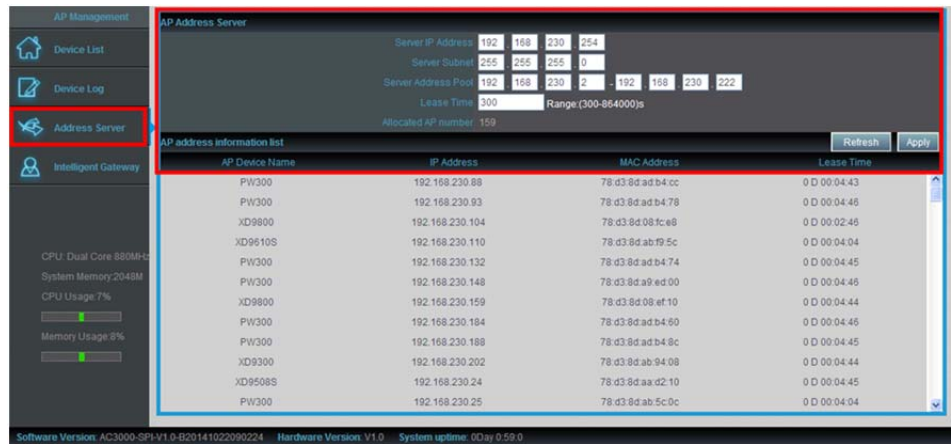 AP Management
Device List
Device Log
Address Server
Intelligent Gateway
CPU: Dual Core 880MHz
System Memory:2048M
CPU Usage:7%
Memory Usage:8%
AP Address Server
Server IP Address 192 . 168 . 230 . 254
Server Subnet 255 . 255 . 255 . 0
Server Address Pool 192 . 168 . 230 . 2 - 192 . 168 . 230 . 222
Lease Time 300 Range:(300-864000)s
Allocated AP number 159
AP address information list Refresh Apply
AP Device Name IP Address MAC Address Lease Time
PW300 192.168.230.88 78:d3:8d:ad:b4:cc 0 D 00:04:43
PW300 192.168.230.93 78:d3:8d:ad:b4:78 0 D 00:04:46
XD9800 192.168.230.104 78:d3:8d:08:fc:e8 0 D 00:02:46
XD9610S 192.168.230.110 78:d3:8d:ab:f9:5c 0 D 00:04:04
PW300 192.168.230.132 78:d3:8d:ad:b4:74 0 D 00:04:45
PW300 192.168.230.148 78:d3:8d:a9:ed:00 0 D 00:04:46
XD9800 192.168.230.159 78:d3:8d:08:ef:10 0 D 00:04:44
PW300 192.168.230.184 78:d3:8d:ad:b4:60 0 D 00:04:46
PW300 192.168.230.188 78:d3:8d:ad:b4:8c 0 D 00:04:45
XD9300 192.168.230.202 78:d3:8d:ab:94:08 0 D 00:04:44
XD9508S 192.168.230.24 78:d3:8d:aa:d2:10 0 D 00:04:45
PW300 192.168.230.25 78:d3:8d:ab:5c:0c 0 D 00:04:04
Software Version: AC3000-SPI-V1.0-B20141022090224 Hardware Version: V1.0 System uptime: 0Day 0:59:0